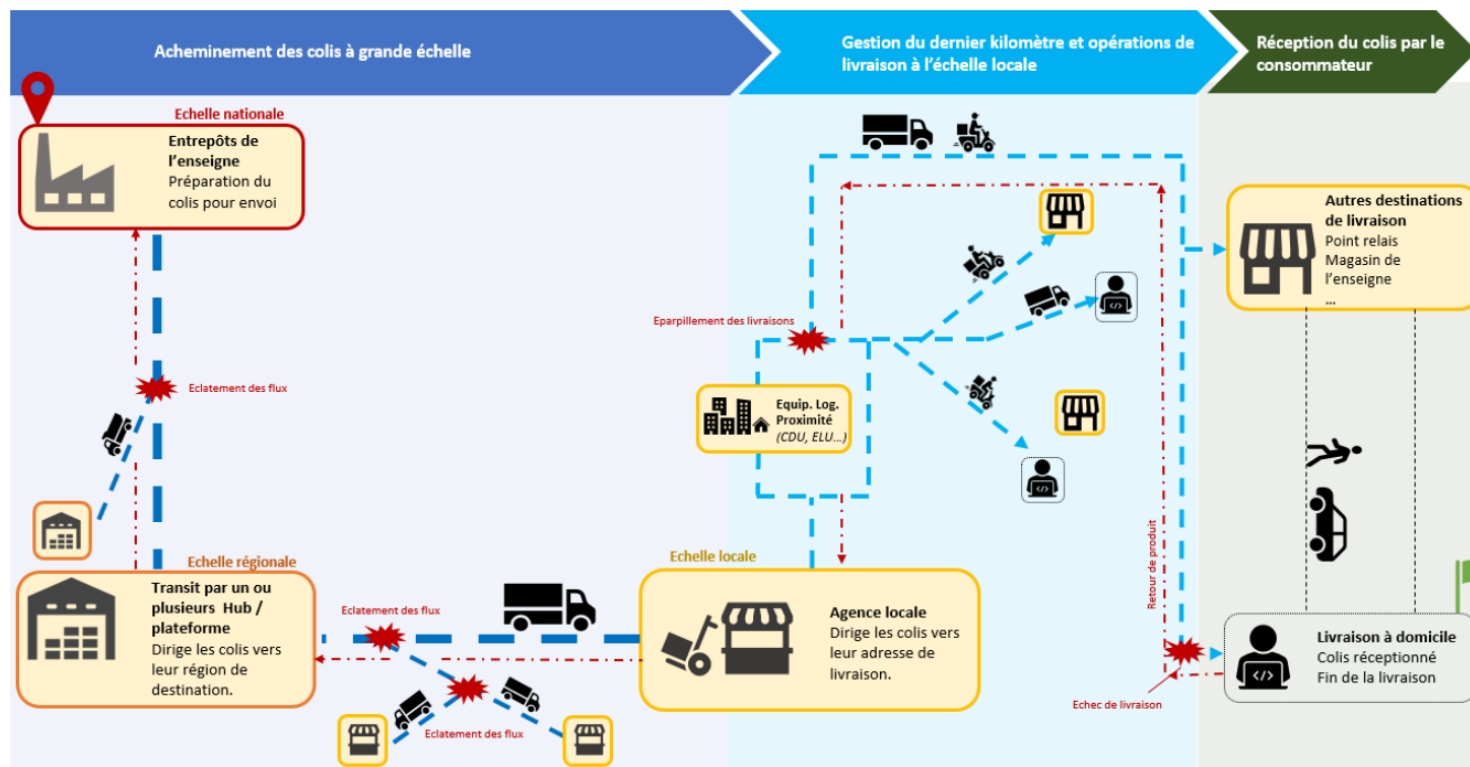 Acheminement des colis à grande échelle
Gestion du dernier kilomètre et opérations de
livraison à l'échelle locale
Réception du colis par le
consommateur
Echelle nationale
Entrepôts de
l'enseigne
Préparation du
colis pour envoi
Autres destinations
de livraison
Point relais
Magasin de
l'enseigne
...
Eparpillement des livraisons
Eclatement des flux
Equip. Log.
Proximité
(CDU, ELU...)
Echelle régionale
Transit par un ou
plusieurs Hub /
plateforme
Dirige les colis vers
leur région de
destination.
Eclatement des flux
Eclatement des flux
Echelle locale
Agence locale
Dirige les colis vers
leur adresse de
livraison.
Retour de produit
Echec de livraison
Livraison à domicile
Colis réceptionné
Fin de la livraison